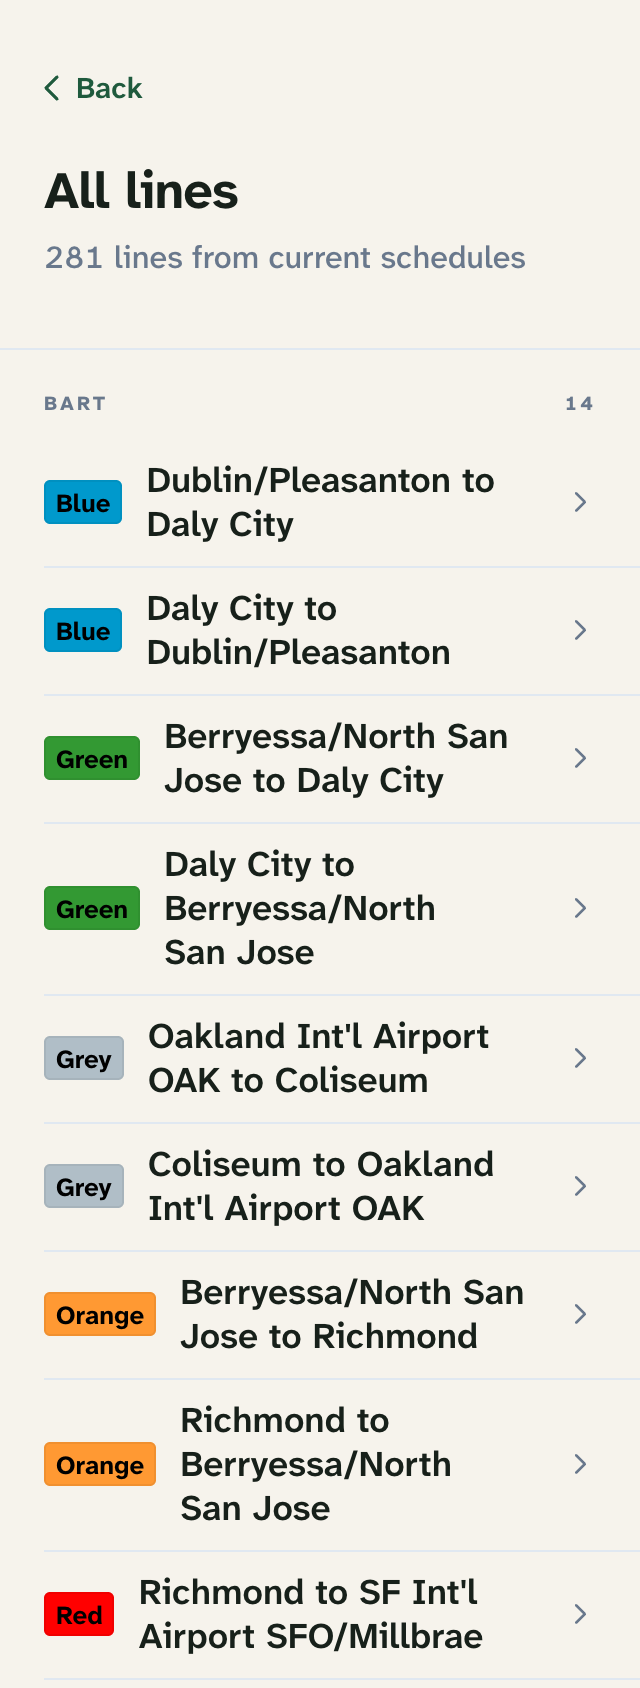 Back
All lines
281 lines from current schedules
BART 14
Blue
Dublin/Pleasanton to
Daly City
Blue
Daly City to
Dublin/Pleasanton
Green
Berryessa/North San
Jose to Daly City
Green
Daly City to
Berryessa/North
San Jose
Grey
Oakland Int'l Airport
OAK to Coliseum
Grey
Coliseum to Oakland
Int'l Airport OAK
Orange
Berryessa/North San
Jose to Richmond
Orange
Richmond to
Berryessa/North
San Jose
Red
Richmond to SF Int'l
Airport SFO/Millbrae